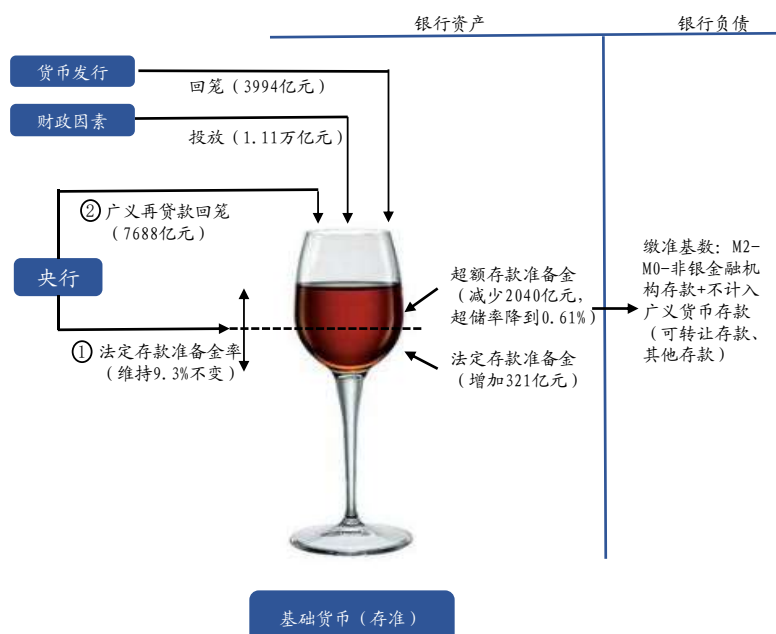 银行资产
银行负债
货币发行
回笼（3994亿元）
财政因素
投放（1.11万亿元）
②广义再贷款回笼
（7688亿元）
央行
①法定存款准备金率
（维持9.3%不变）
超额存款准备金
（减少2040亿元，
超储率降到0.61%）
法定存款准备金
（增加321亿元）
缴准基数：M2-
M0-非银金融机
构存款+不计入
广义货币存款
（可转让存款、
其他存款）
基础货币（存准）